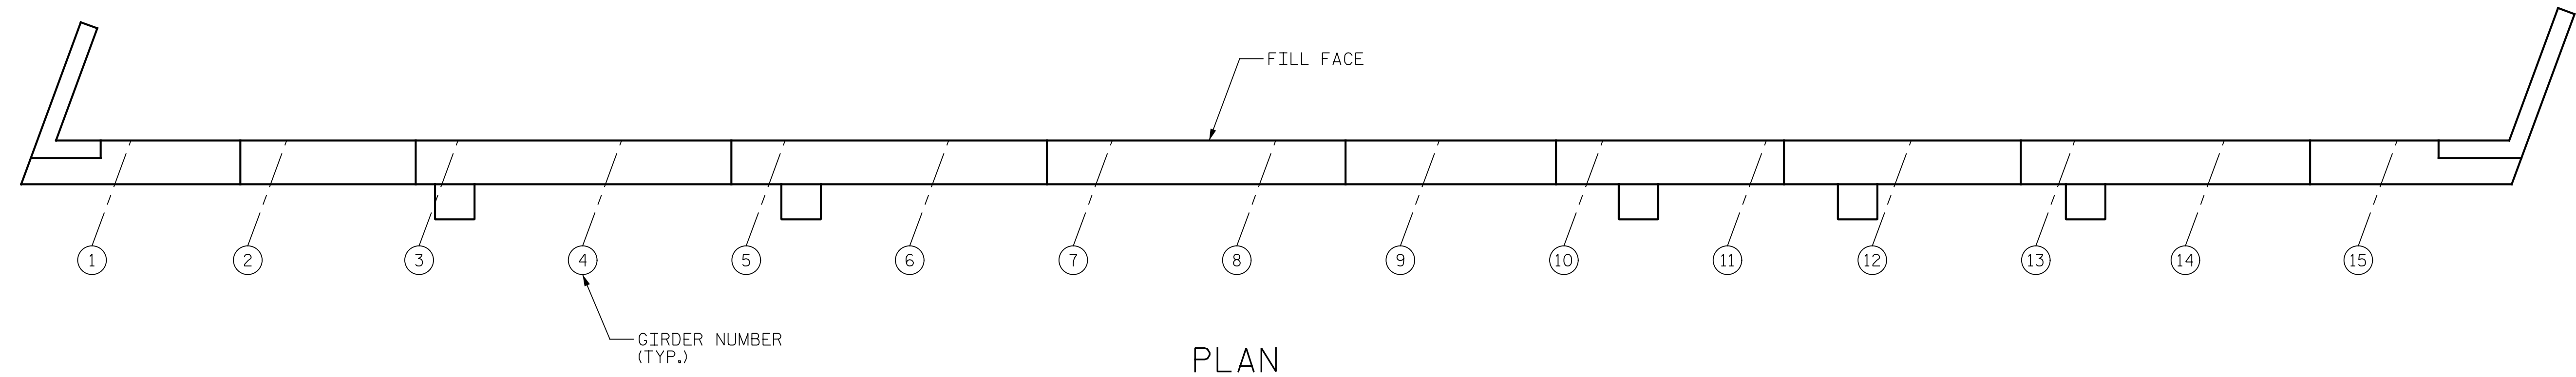 FILL FACE
1 2 3 4 5 6 7 8 9 10 11 12 13 14 15
GIRDER NUMBER
(TYP.)
PLAN